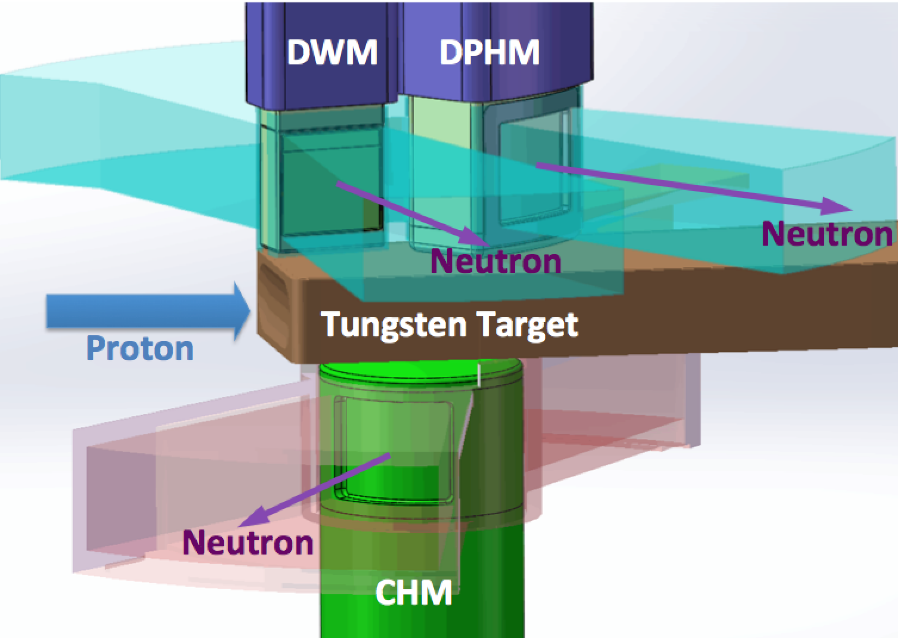 DWM
DPHM
Neutron
Neutron
Tungsten Target
Proton
Neutron
CHM